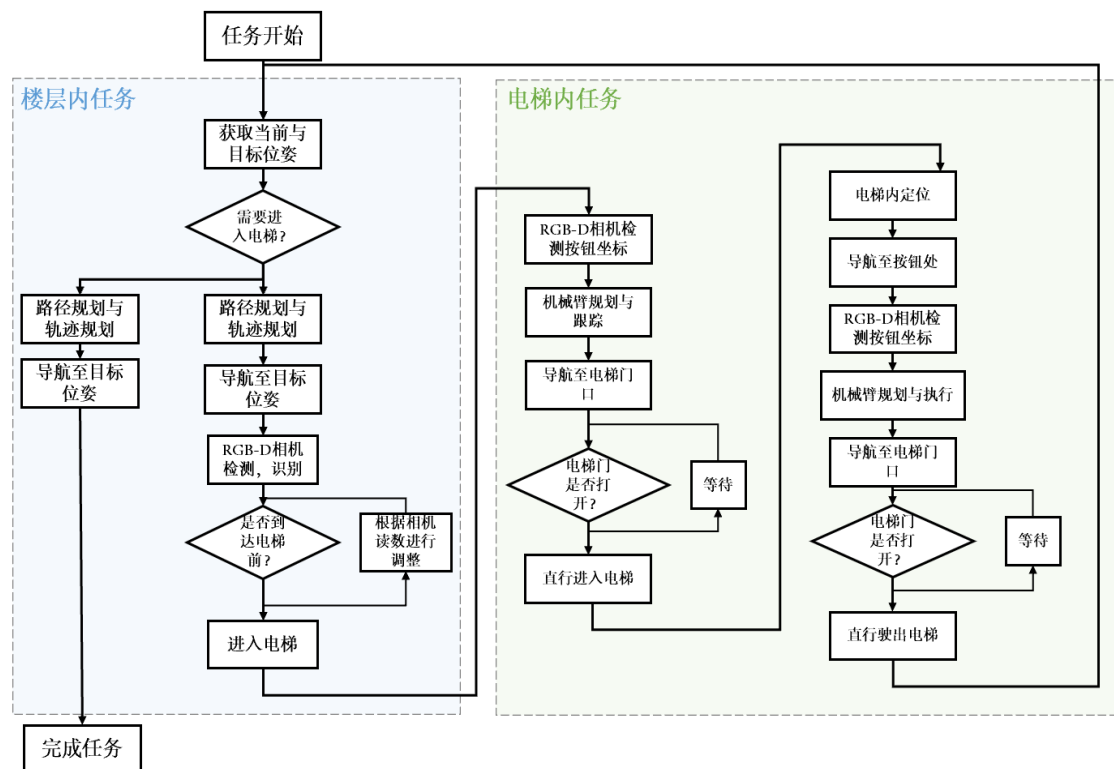 任务开始
楼层内任务
获取当前与
目标位姿
需要进
入电梯?
路径规划与
轨迹规划
导航至目标
位姿
路径规划与
轨迹规划
导航至目标
位姿
RGB-D相机
检测，识别
是否到
达电梯
前?
根据相机
读数进行
调整
进入电梯
完成任务
电梯内任务
RGB-D相机检
测按钮坐标
机械臂规划与
跟踪
导航至电梯门
口
电梯门
是否打
开?
等待
直行进入电梯
电梯内定位
导航至按钮处
RGB-D相机检
测按钮坐标
机械臂规划与执行
导航至电梯门
口
电梯门
是否打
开?
等待
直行驶出电梯